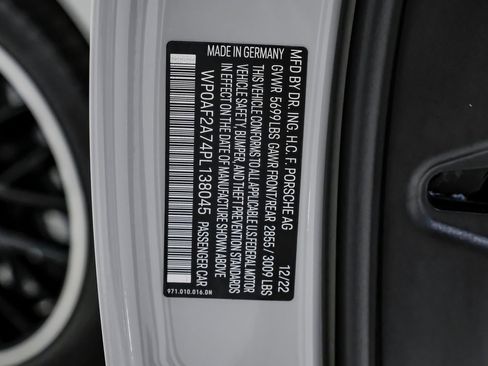 MFD BY DR. ING. H.C. F. PORSCHE AG
MADE IN GERMANY 12/22
GVWR 5699 LBS GAWR FRONT/REAR 2855 / 3009 LBS
THIS VEHICLE CONFORMS TO ALL APPLICABLE US FEDERAL MOTOR
VEHICLE SAFETY, BUMPER, AND THEFT PREVENTION STANDARDS
IN EFFECT ON THE DATE OF MANUFACTURE SHOWN ABOVE
WP0AF2A74PL138045 PASSENGER CAR
971.010.016.DN